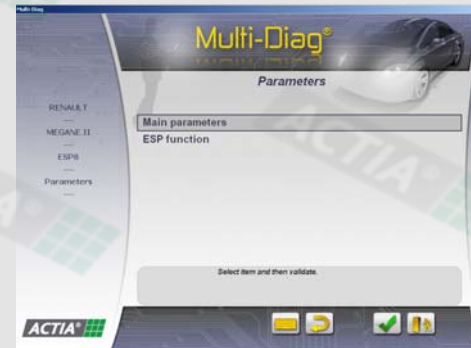 Multi-Diag
Multi-Diag®
Parameters
RENAULT
MEGANE II
ESP8
Parameters
Main parameters
ESP function
Select item and then validate.
ACTIA®
ACTIA®